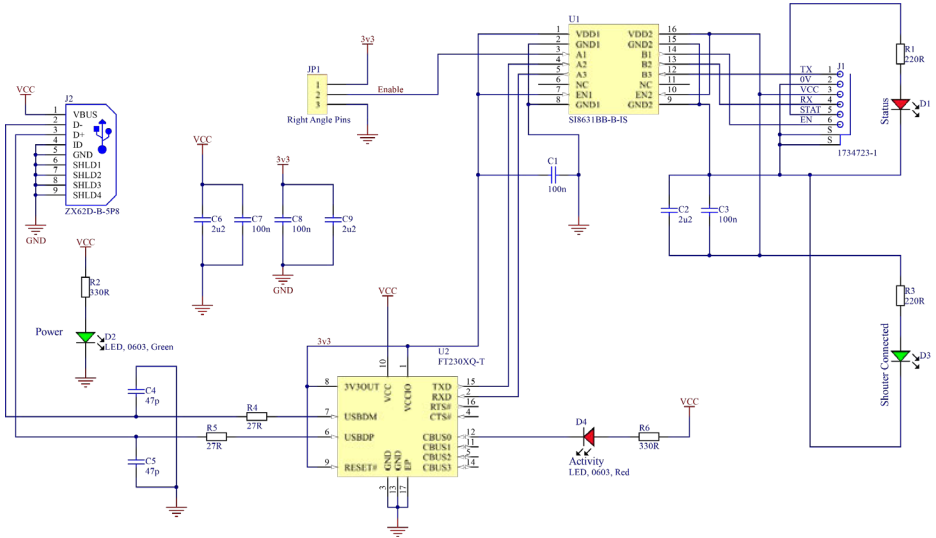 U1
1 VDD1 VDD2 16
2 GND1 GND2 15
3 A1 B1 14
4 A2 B2 13
5 A3 B3 12
6 NC NC 11
7 EN1 EN2 10
8 GND1 GND2 9
SI8631BB-B-IS
3v3
JP1
1
2 Enable
3
Right Angle Pins
J1
TX 1
0V 2
VCC 3
RX 4
STAT 5
EN 6
S
S
1734723-1
R1
220R
Status
D1
VCC
J2
1 VBUS
2 D-
3 D+
4 ID
5 GND
6 SHLD1
7 SHLD2
8 SHLD3
9 SHLD4
ZX62D-B-5P8
GND
VCC
C6
2u2
C7
100n
3v3
C8
100n
C9
2u2
GND
C1
100n
C2
2u2
C3
100n
VCC
R2
330R
Power
D2
LED, 0603, Green
R3
220R
Shouter Connected
D3
VCC
3v3
U2
FT230XQ-T
10 1
VCC VCCIO
8 3V3OUT TXD 15
RXD 2
RTS# 16
7 USBDM CTS# 4
6 USBDP CBUS0 12
CBUS1 11
CBUS2 5
9 RESET# CBUS3 14
GND GND EP
3 13 17
C4
47p
R4
27R
R5
27R
C5
47p
D4
Activity
LED, 0603, Red
R6
330R
VCC